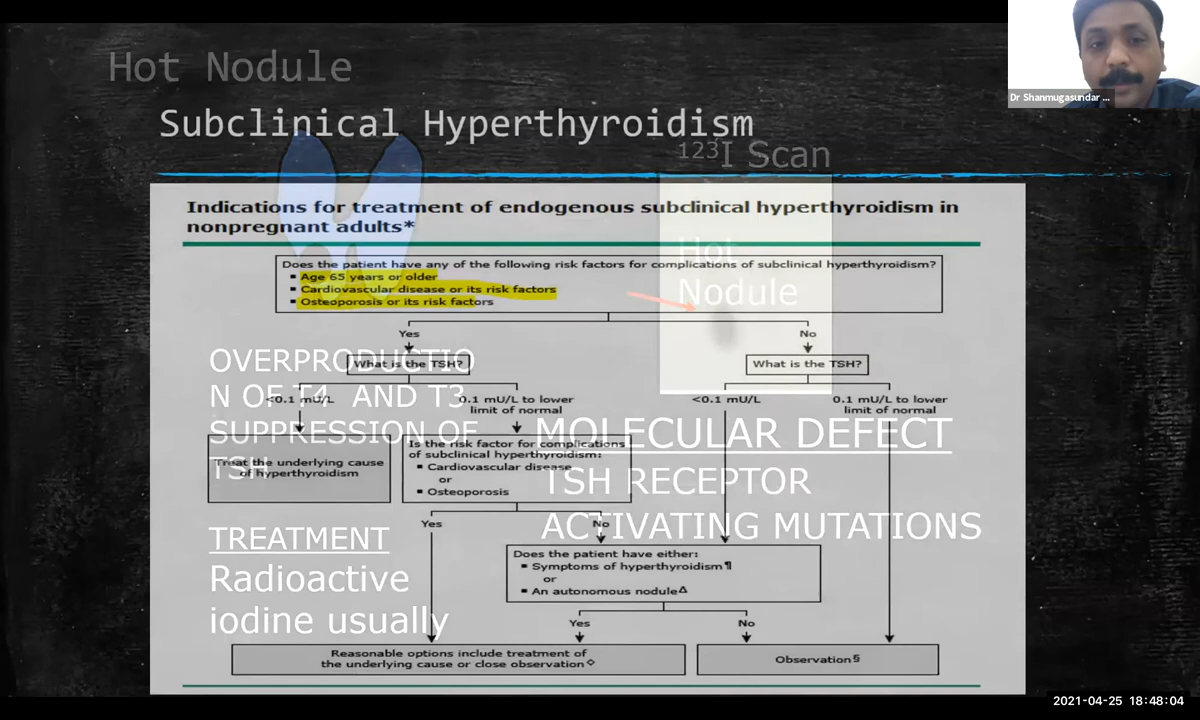 Hot Nodule
Subclinical Hyperthyroidism
123I Scan
Dr Shanmugasundar ...
Indications for treatment of endogenous subclinical hyperthyroidism in
nonpregnant adults*
Does the patient have any of the following risk factors for complications of subclinical hyperthyroidism?
▪ Age 65 years or older
▪ Cardiovascular disease or its risk factors
▪ Osteoporosis or its risk factors
Hot
Nodule
Yes
No
What is the TSH?
What is the TSH?
<0.1 mU/L
0.1 mU/L to lower
limit of normal
<0.1 mU/L
0.1 mU/L to lower
limit of normal
OVERPRODUCTIO
N OF T4 AND T3
SUPPRESSION OF
TSH
Treat the underlying cause
of hyperthyroidism
Is the risk factor for complications
of subclinical hyperthyroidism:
▪ Cardiovascular disease
or
▪ Osteoporosis
MOLECULAR DEFECT
TSH RECEPTOR
ACTIVATING MUTATIONS
Yes
No
TREATMENT
Radioactive
iodine usually
Does the patient have either:
▪ Symptoms of hyperthyroidism¶
or
▪ An autonomous noduleΔ
Yes
No
Reasonable options include treatment of
the underlying cause or close observation◇
Observation§
2021-04-25 18:48:04